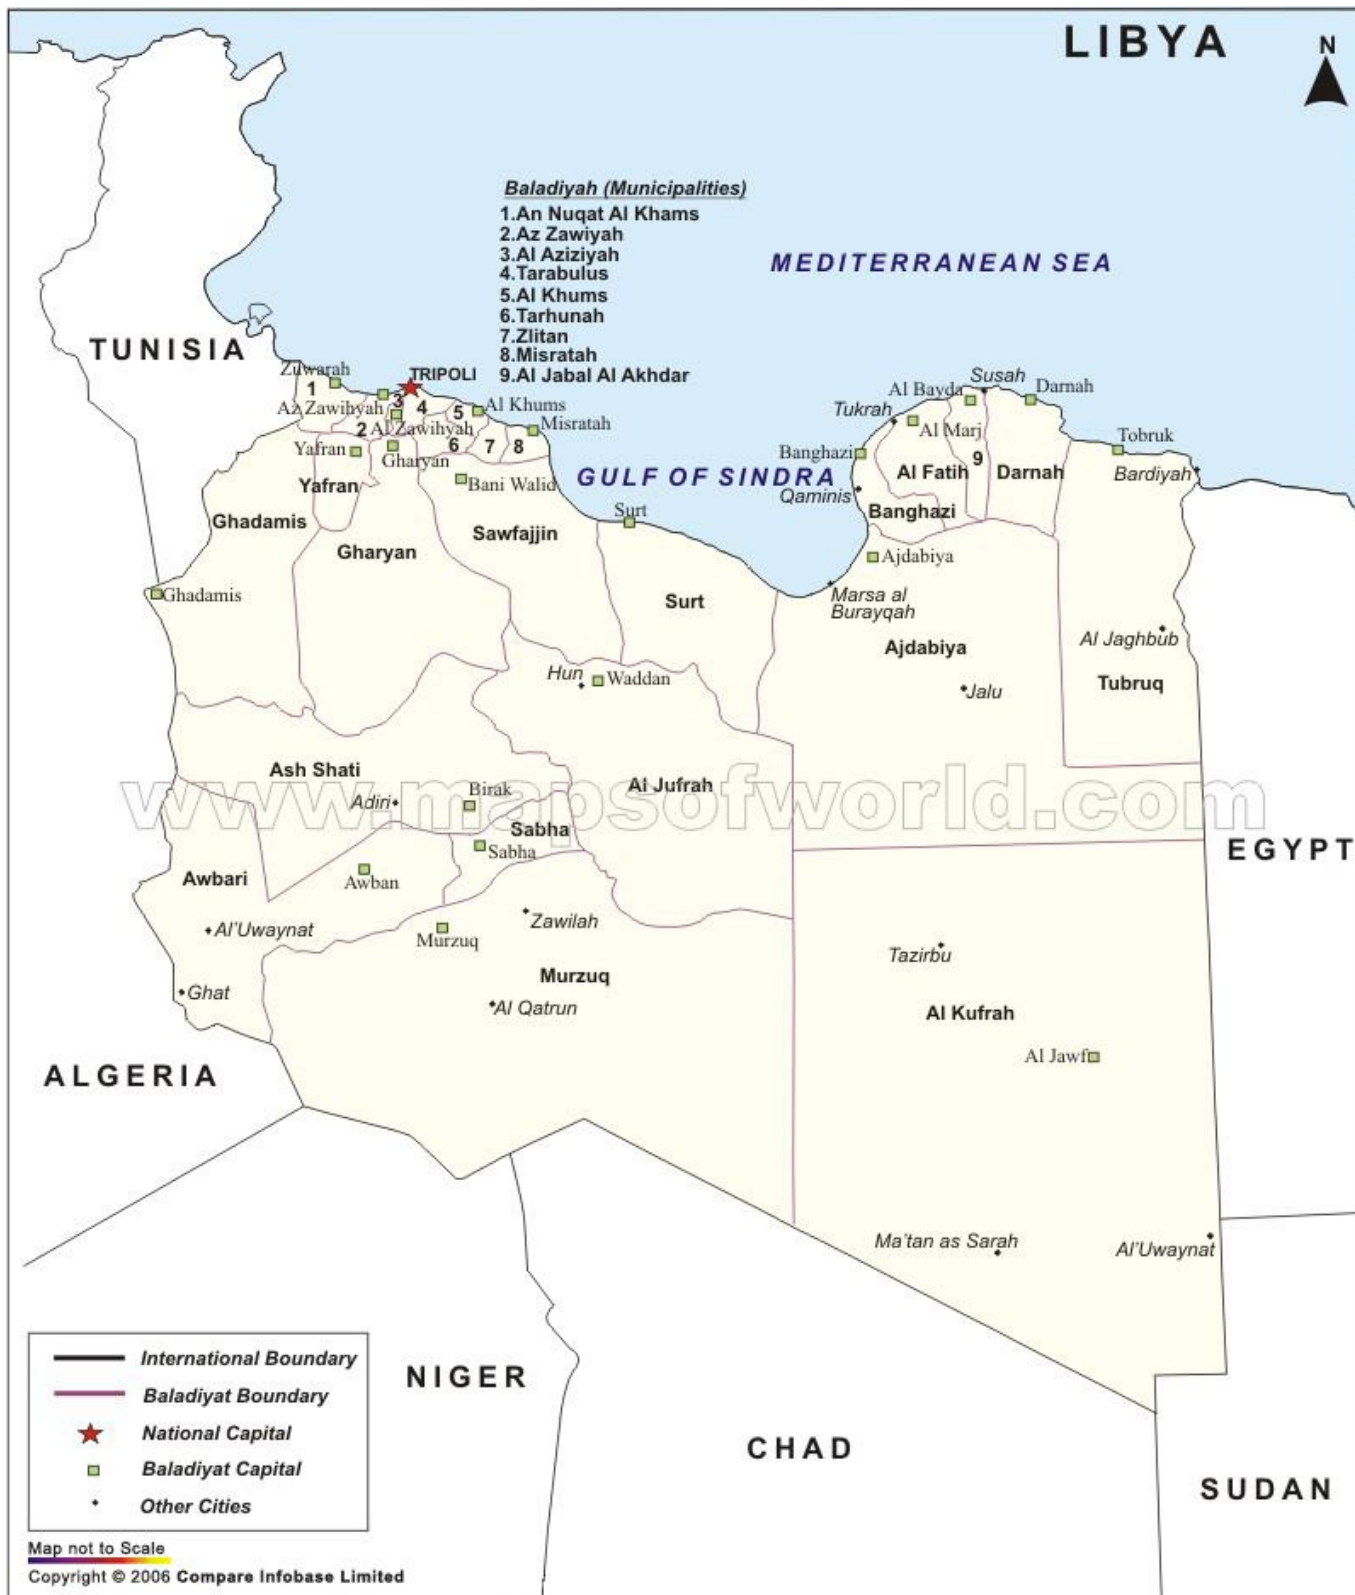 LIBYA
N
Baladiyah (Municipalities)
1.An Nuqat Al Khams
2.Az Zawiyah
3.Al Aziziyah
4.Tarabulus
5.Al Khums
6.Tarhunah
7.Zlitan
8.Misratah
9.Al Jabal Al Akhdar
MEDITERRANEAN SEA
TUNISIA
Zuwarah
TRIPOLI
1
Az Zawihyah
3
4
5
Al Khums
2
Al Zawihyah
6
7
8
Misratah
Yafran
Gharyan
Yafran
Bani Walid
GULF OF SINDRA
Susah
Al Bayda
Darnah
Tukrah
Al Marj
Banghazi
Al Fatih
9
Darnah
Tobruk
Bardiyah
Qaminis
Banghazi
Ghadamis
Sawfajjin
Surt
Gharyan
Ajdabiya
Ghadamis
Surt
Marsa al
Burayqah
Ajdabiya
Al Jaghbub
Hun
Waddan
Jalu
Tubruq
Ash Shati
Al Jufrah
www.mapsofworld.com
Adiri
Birak
Sabha
Sabha
EGYPT
Awbari
Awban
Al'Uwaynat
Zawilah
Murzuq
Tazirbu
Murzuq
Ghat
Al Qatrun
Al Kufrah
Al Jawf
ALGERIA
Ma'tan as Sarah
Al'Uwaynat
NIGER
CHAD
SUDAN
International Boundary
Baladiyat Boundary
National Capital
Baladiyat Capital
Other Cities
Map not to Scale
Copyright © 2006 Compare Infobase Limited